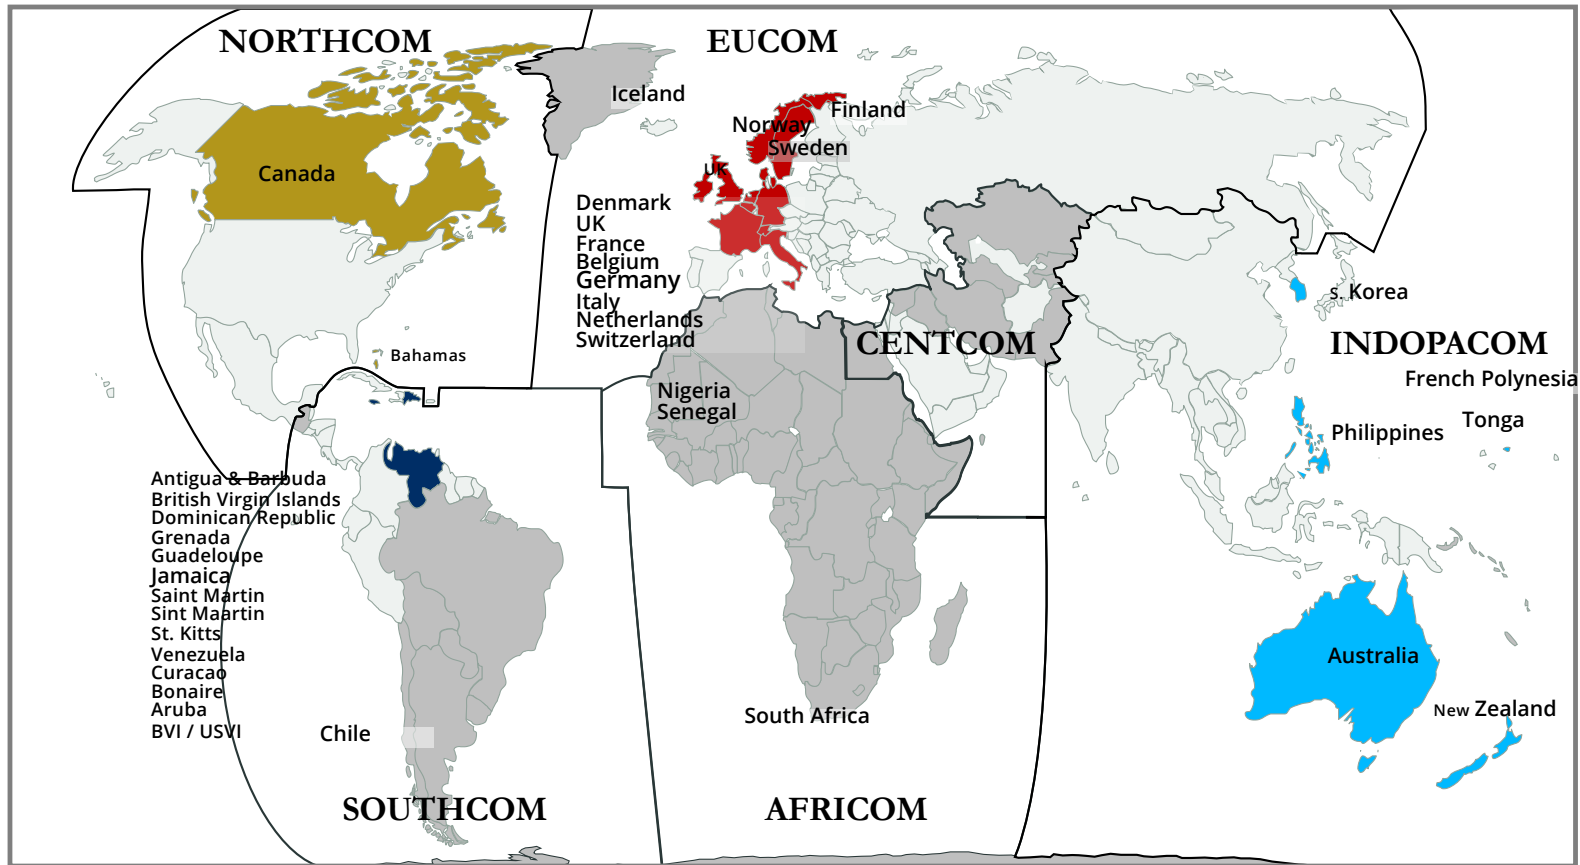 NORTHCOM
EUCOM
Iceland
Finland
Norway
Sweden
UK
Canada
Denmark
UK
France
Belgium
Germany
Italy
Netherlands
Switzerland
S. Korea
CENTCOM
INDOPACOM
Bahamas
French Polynesia
Nigeria
Senegal
Tonga
Philippines
Antigua & Barbuda
British Virgin Islands
Dominican Republic
Grenada
Guadeloupe
Jamaica
Saint Martin
Sint Maartin
St. Kitts
Venezuela
Curacao
Bonaire
Aruba
BVI / USVI
Australia
New Zealand
South Africa
Chile
SOUTHCOM
AFRICOM